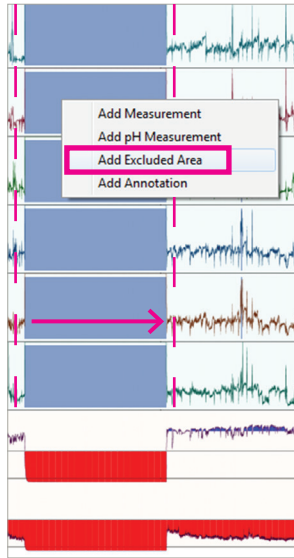 Add Measurement
Add pH Measurement
Add Excluded Area
Add Annotation